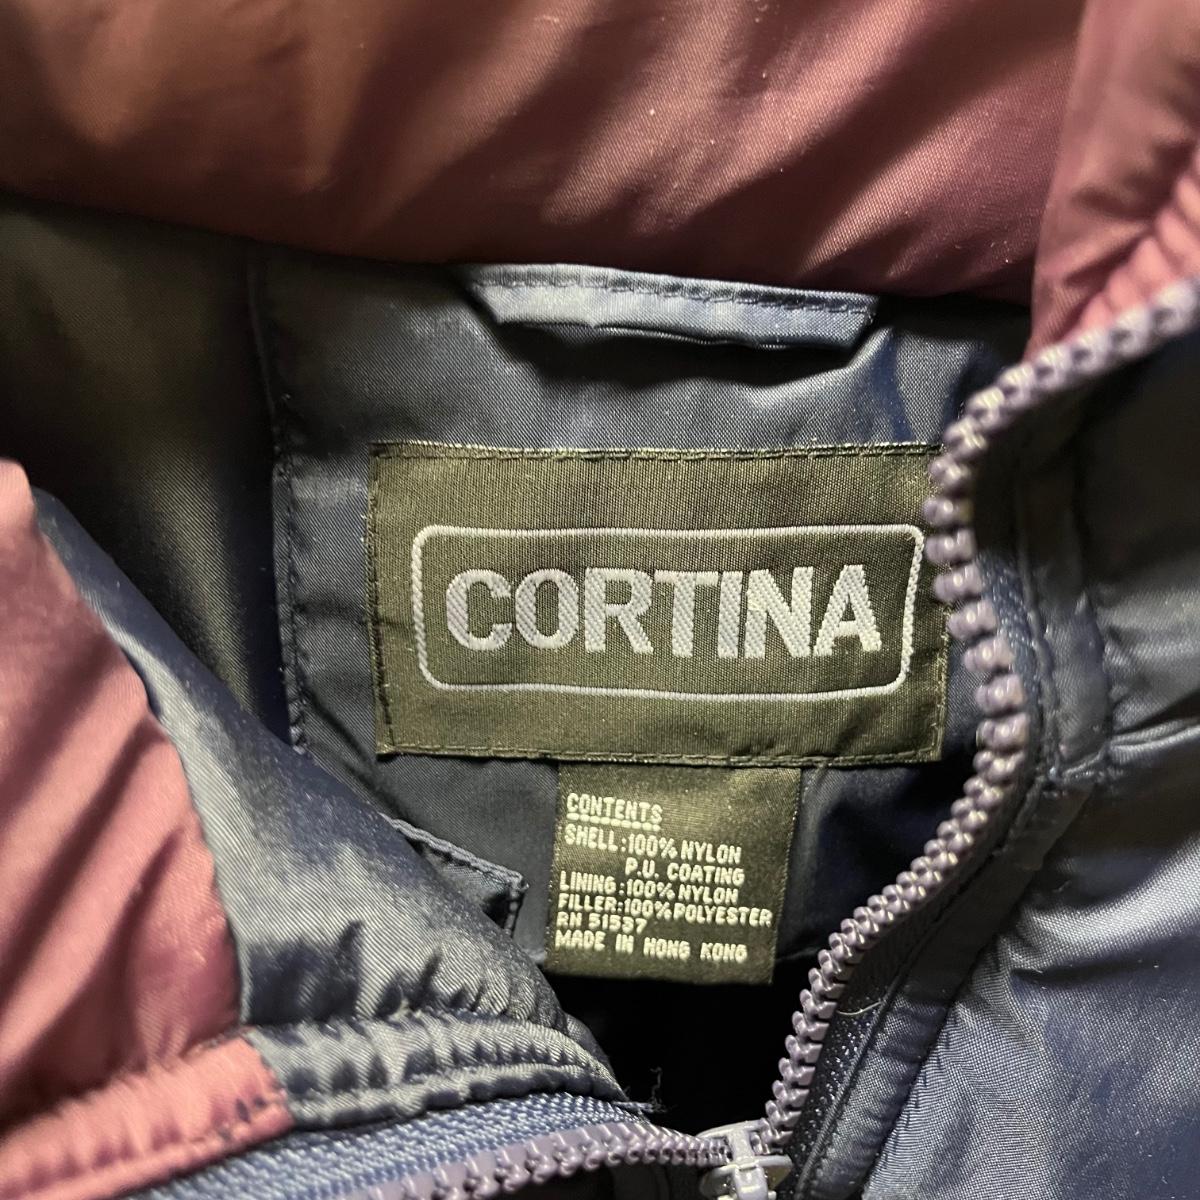 CORTINA
CONTENTS
SHELL:100% NYLON
P.U. COATING
LINING:100% NYLON
FILLER:100% POLYESTER
RN 51537
MADE IN HONG KONG